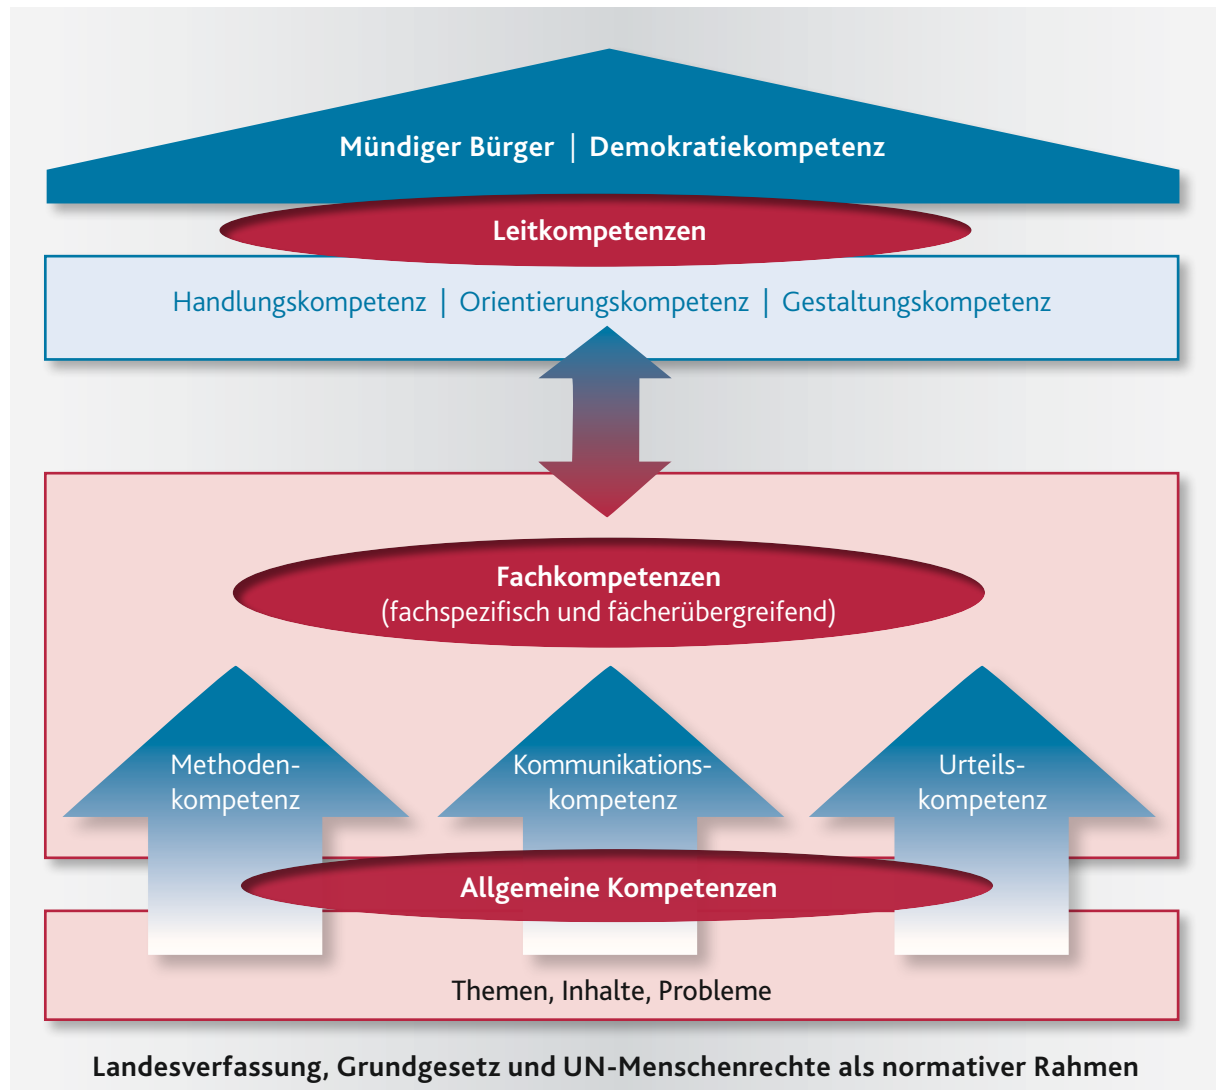 Mündiger Bürger | Demokratiekompetenz
Leitkompetenzen
Handlungskompetenz | Orientierungskompetenz | Gestaltungskompetenz
Fachkompetenzen
(fachspezifisch und fächerübergreifend)
Methoden-
kompetenz
Kommunikations-
kompetenz
Urteils-
kompetenz
Allgemeine Kompetenzen
Themen, Inhalte, Probleme
Landesverfassung, Grundgesetz und UN-Menschenrechte als normativer Rahmen